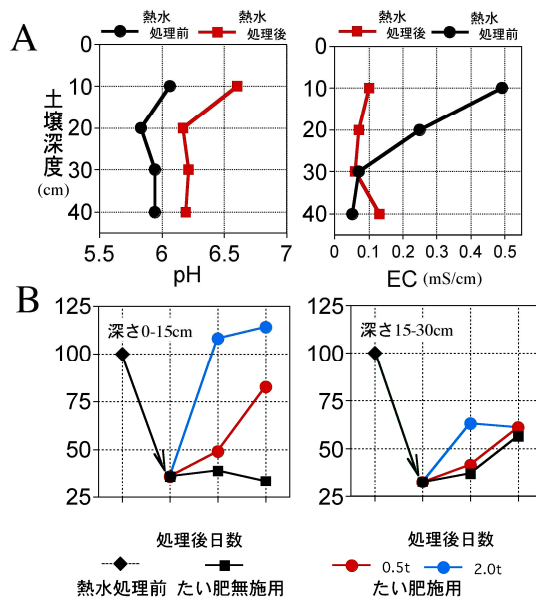 A
熱水
処理前
熱水
処理後
熱水
処理後
熱水
処理前
0
10
20
30
40
土壌深度
(cm)
5.5 6 6.5 7
pH
0
10
20
30
40
0 0.1 0.2 0.3 0.4 0.5
EC (mS/cm)
B
125
100
75
50
25
深さ0-15cm
125
100
75
50
25
深さ15-30cm
処理後日数
処理後日数
熱水処理前
たい肥無施用
0.5t
2.0t
たい肥施用